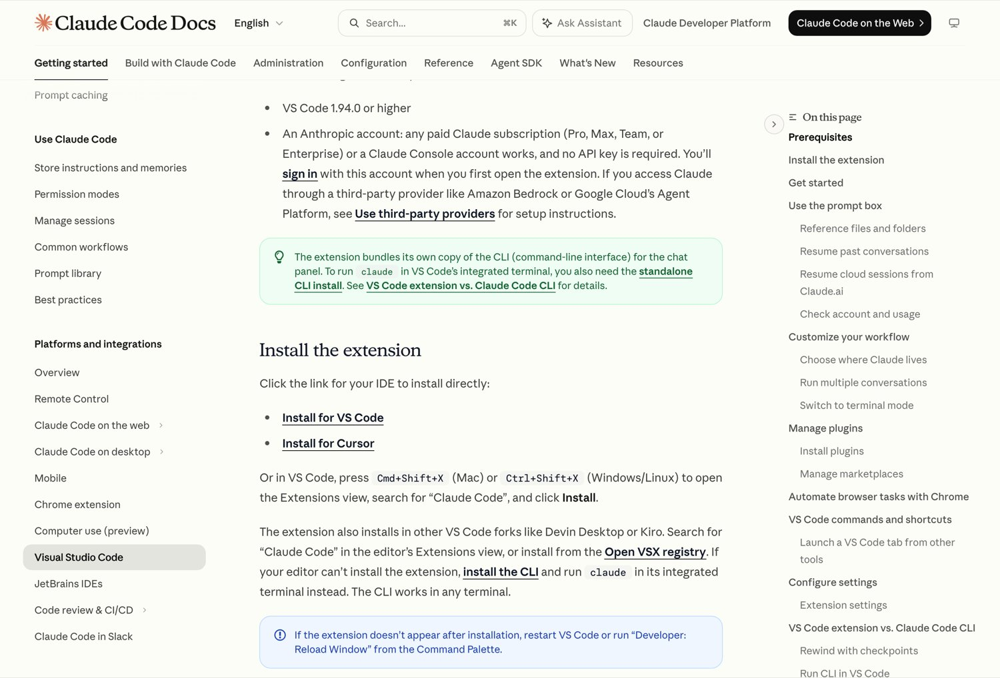 Claude Code Docs
English
Search...
⌘K
Ask Assistant
Claude Developer Platform
Claude Code on the Web
Getting started
Build with Claude Code
Administration
Configuration
Reference
Agent SDK
What's New
Resources
Prompt caching
Use Claude Code
Store instructions and memories
Permission modes
Manage sessions
Common workflows
Prompt library
Best practices
Platforms and integrations
Overview
Remote Control
Claude Code on the web
Claude Code on desktop
Mobile
Chrome extension
Computer use (preview)
Visual Studio Code
JetBrains IDEs
Code review & CI/CD
Claude Code in Slack
• VS Code 1.94.0 or higher
• An Anthropic account: any paid Claude subscription (Pro, Max, Team, or
Enterprise) or a Claude Console account works, and no API key is required. You’ll
sign in with this account when you first open the extension. If you access Claude
through a third-party provider like Amazon Bedrock or Google Cloud’s Agent
Platform, see Use third-party providers for setup instructions.
The extension bundles its own copy of the CLI (command-line interface) for the chat
panel. To run claude in VS Code’s integrated terminal, you also need the standalone
CLI install. See VS Code extension vs. Claude Code CLI for details.
Install the extension
Click the link for your IDE to install directly:
• Install for VS Code
• Install for Cursor
Or in VS Code, press Cmd+Shift+X (Mac) or Ctrl+Shift+X (Windows/Linux) to open
the Extensions view, search for “Claude Code”, and click Install.
The extension also installs in other VS Code forks like Devin Desktop or Kiro. Search for
“Claude Code” in the editor’s Extensions view, or install from the Open VSX registry. If
your editor can’t install the extension, install the CLI and run claude in its integrated
terminal instead. The CLI works in any terminal.
If the extension doesn’t appear after installation, restart VS Code or run “Developer:
Reload Window” from the Command Palette.
On this page
Prerequisites
Install the extension
Get started
Use the prompt box
Reference files and folders
Resume past conversations
Resume cloud sessions from
Claude.ai
Check account and usage
Customize your workflow
Choose where Claude lives
Run multiple conversations
Switch to terminal mode
Manage plugins
Install plugins
Manage marketplaces
Automate browser tasks with Chrome
VS Code commands and shortcuts
Launch a VS Code tab from other
tools
Configure settings
Extension settings
VS Code extension vs. Claude Code CLI
Rewind with checkpoints
Run CLI in VS Code